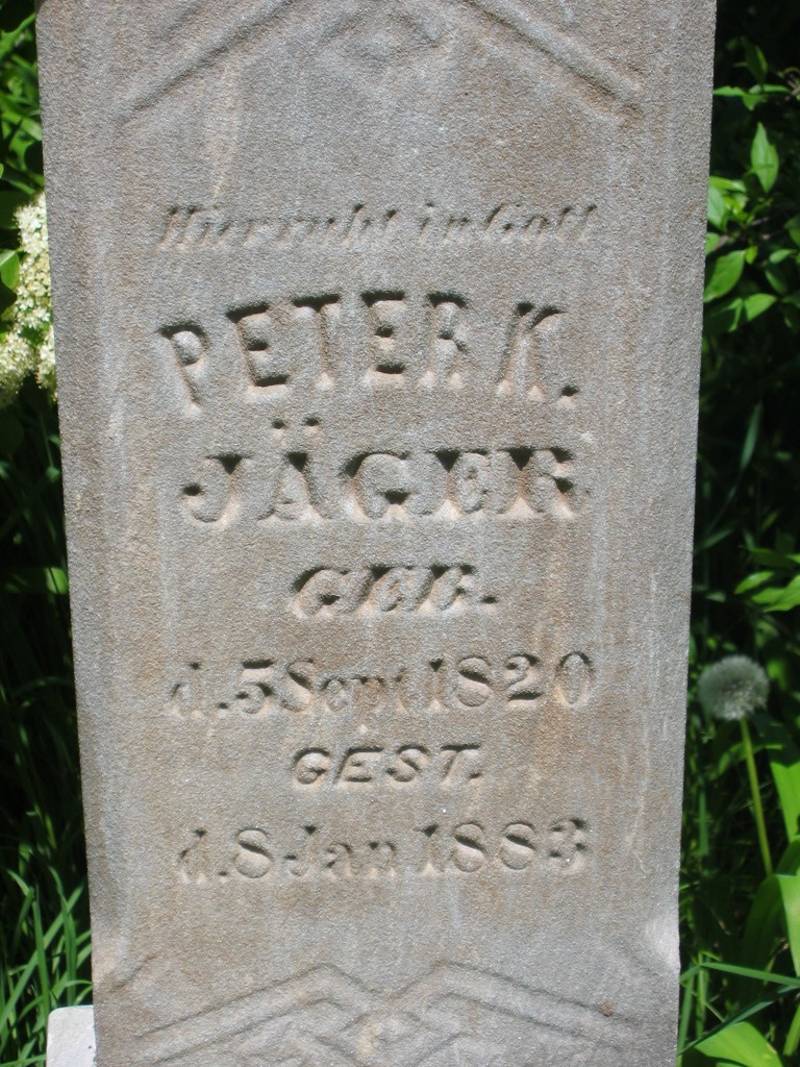 Hier ruht in Gott
PETER K.
JÄGER
GEB.
d. 5 Sept 1820
GEST.
d. 8 Jan 1883